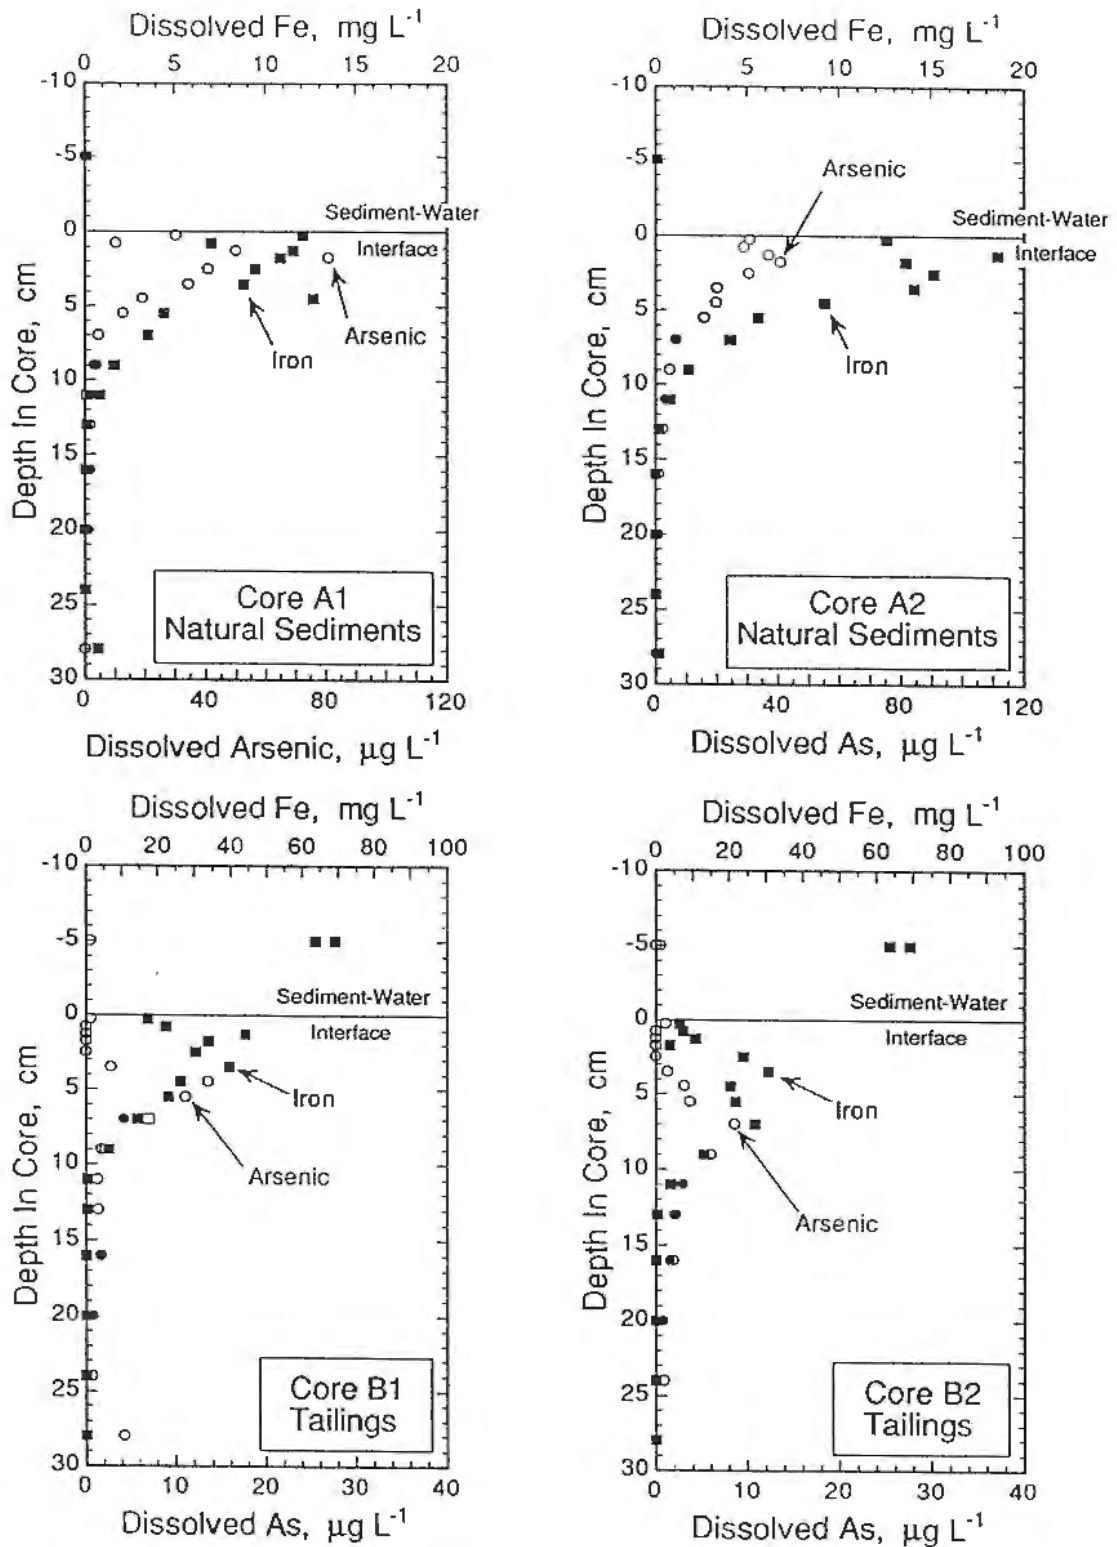 Dissolved Fe, mg L-1
0 5 10 15 20
-10
-5
0
5
10
15
20
25
30
Depth In Core, cm
Sediment-Water
Interface
Arsenic
Iron
Core A1
Natural Sediments
0 40 80 120
Dissolved Arsenic, µg L-1
Dissolved Fe, mg L-1
0 5 10 15 20
-10
-5
0
5
10
15
20
25
30
Depth In Core, cm
Arsenic
Sediment-Water
Interface
Iron
Core A2
Natural Sediments
0 40 80 120
Dissolved As, µg L-1
Dissolved Fe, mg L-1
0 20 40 60 80 100
-10
-5
0
5
10
15
20
25
30
Depth In Core, cm
Sediment-Water
Interface
Iron
Arsenic
Core B1
Tailings
0 10 20 30 40
Dissolved As, µg L-1
Dissolved Fe, mg L-1
0 20 40 60 80 100
-10
-5
0
5
10
15
20
25
30
Depth In Core, cm
Sediment-Water
Interface
Iron
Arsenic
Core B2
Tailings
0 10 20 30 40
Dissolved As, µg L-1